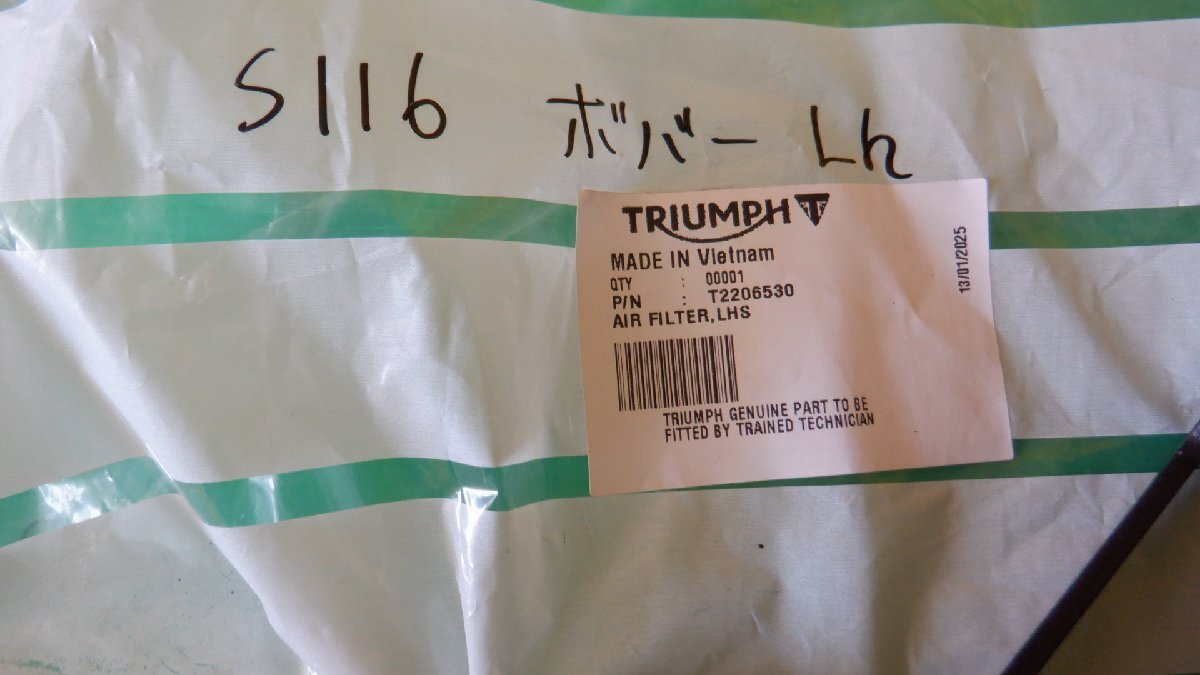 S116 ボバー Lh
TRIUMPH
MADE IN Vietnam
QTY : 00001
P/N : T2206530
AIR FILTER,LHS
TRIUMPH GENUINE PART TO BE
FITTED BY TRAINED TECHNICIAN
13/01/2025